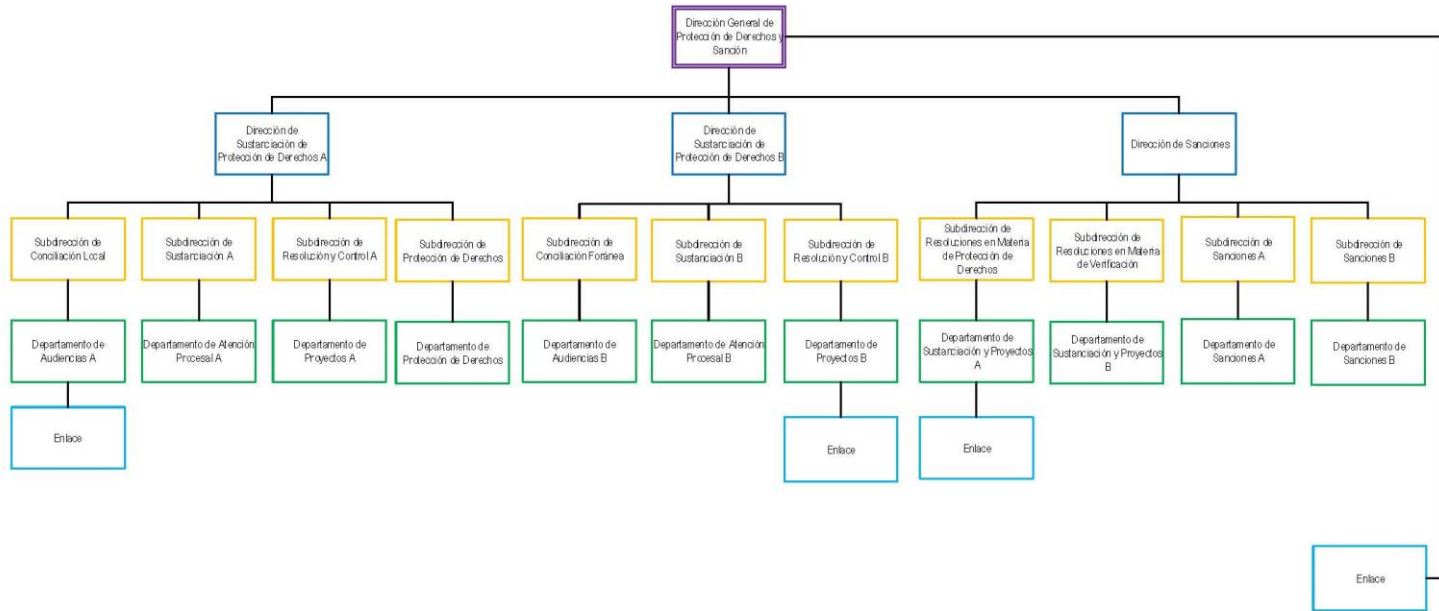 Dirección General de
Protección de Derechos y
Sanción
Dirección de
Sustanciación de
Protección de Derechos A
Dirección de
Sustanciación de
Protección de Derechos B
Dirección de Sanciones
Subdirección de
Conciliación Local
Subdirección de
Sustanciación A
Subdirección de
Resolución y Control A
Subdirección de
Protección de Derechos
Subdirección de
Conciliación Foránea
Subdirección de
Sustanciación B
Subdirección de
Resolución y Control B
Subdirección de
Resoluciones en Materia
de Protección de
Derechos
Subdirección de
Resoluciones en Materia
de Verificación
Subdirección de
Sanciones A
Subdirección de
Sanciones B
Departamento de
Audiencias A
Departamento de Atención
Procesal A
Departamento de
Proyectos A
Departamento de
Protección de Derechos
Departamento de
Audiencias B
Departamento de Atención
Procesal B
Departamento de
Proyectos B
Departamento de
Sustanciación y Proyectos
A
Departamento de
Sustanciación y Proyectos
B
Departamento de
Sanciones A
Departamento de
Sanciones B
Enlace
Enlace
Enlace
Enlace